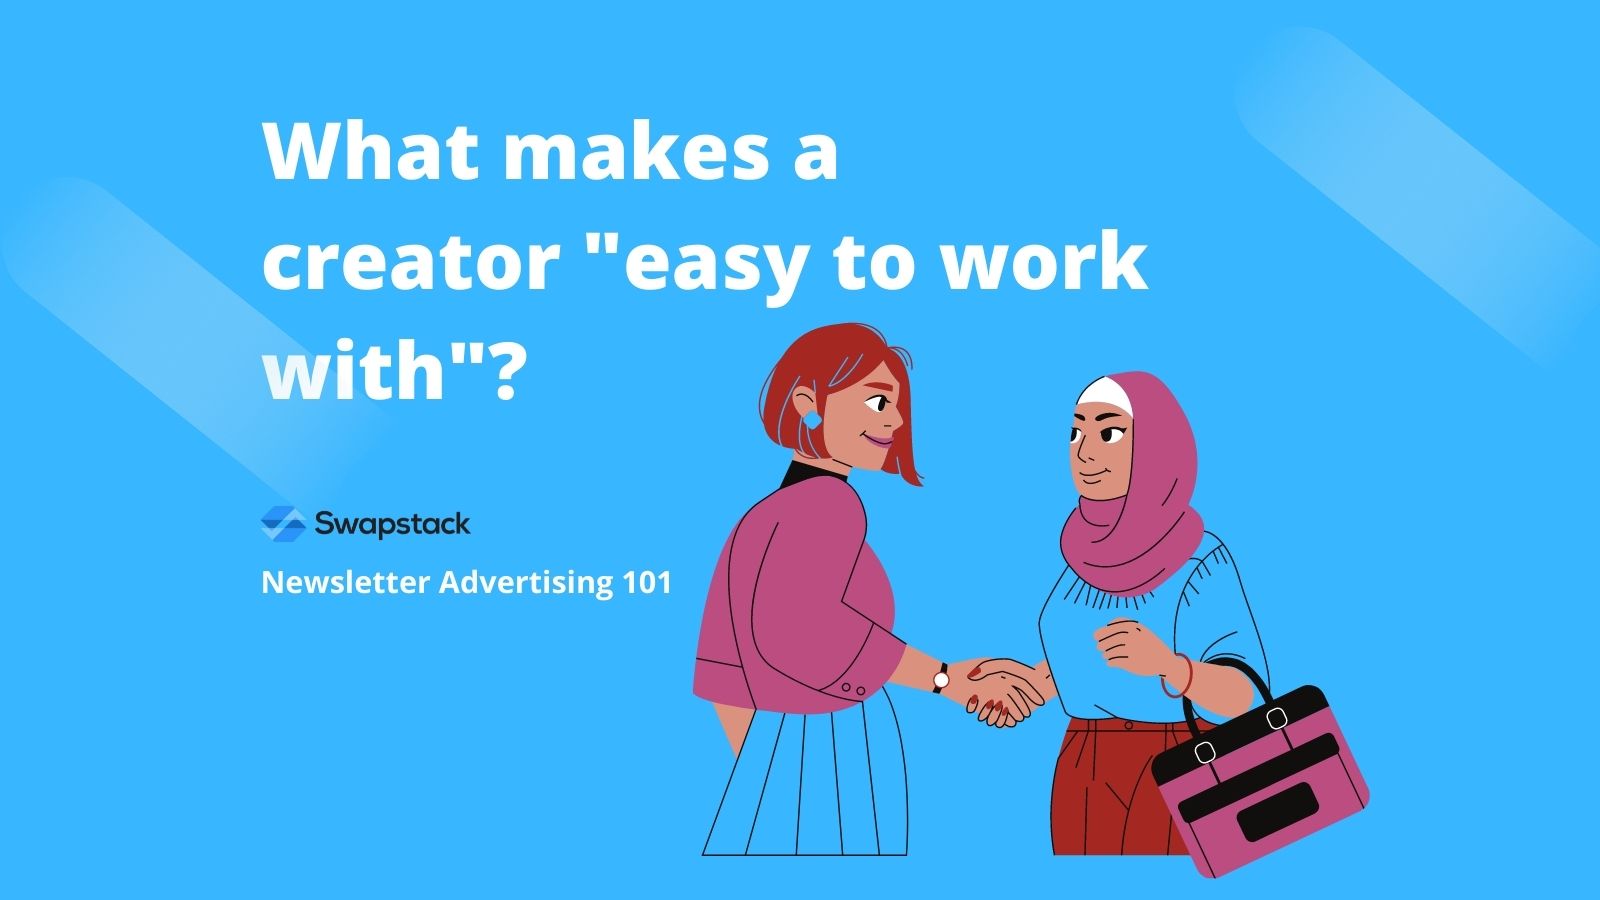 What makes a
creator "easy to work
with"?
Swapstack
Newsletter Advertising 101